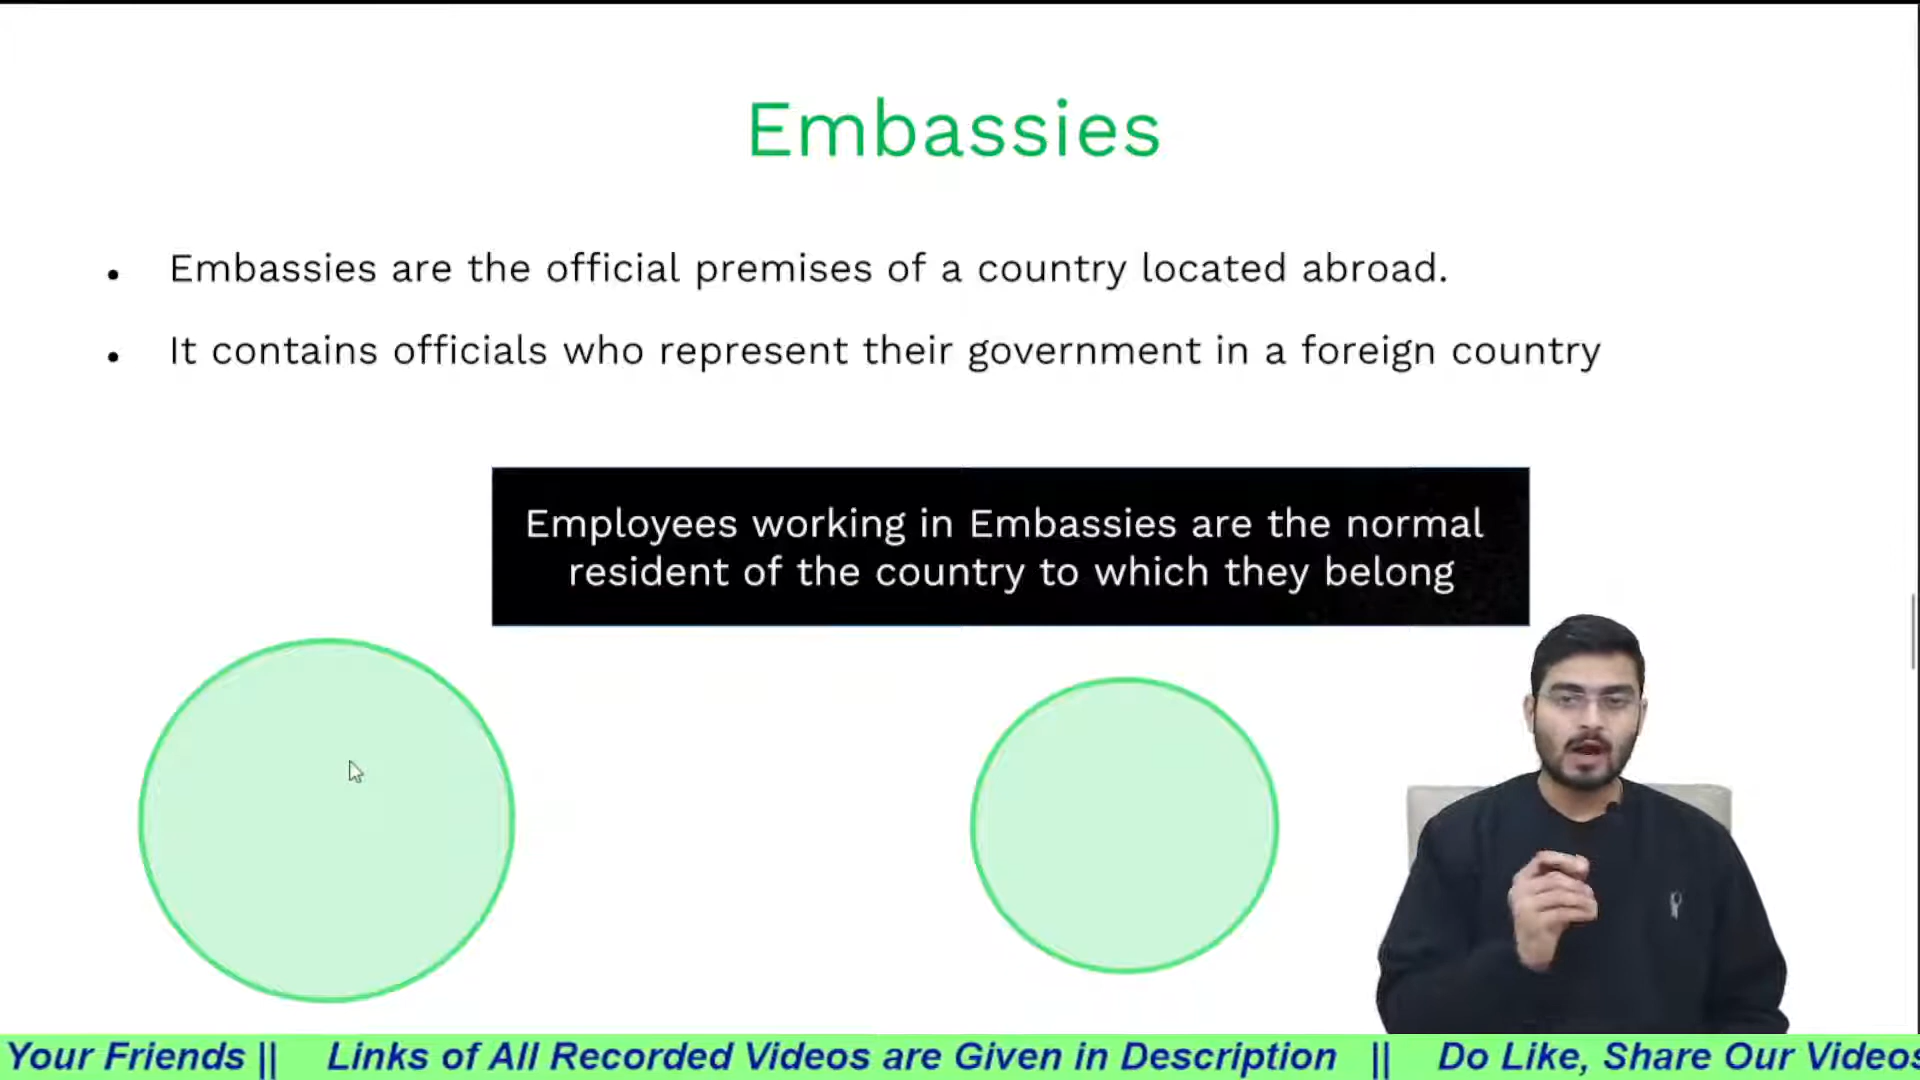 Embassies
• Embassies are the official premises of a country located abroad.
• It contains officials who represent their government in a foreign country
Employees working in Embassies are the normal
resident of the country to which they belong
Your Friends || Links of All Recorded Videos are Given in Description || Do Like, Share Our Videos